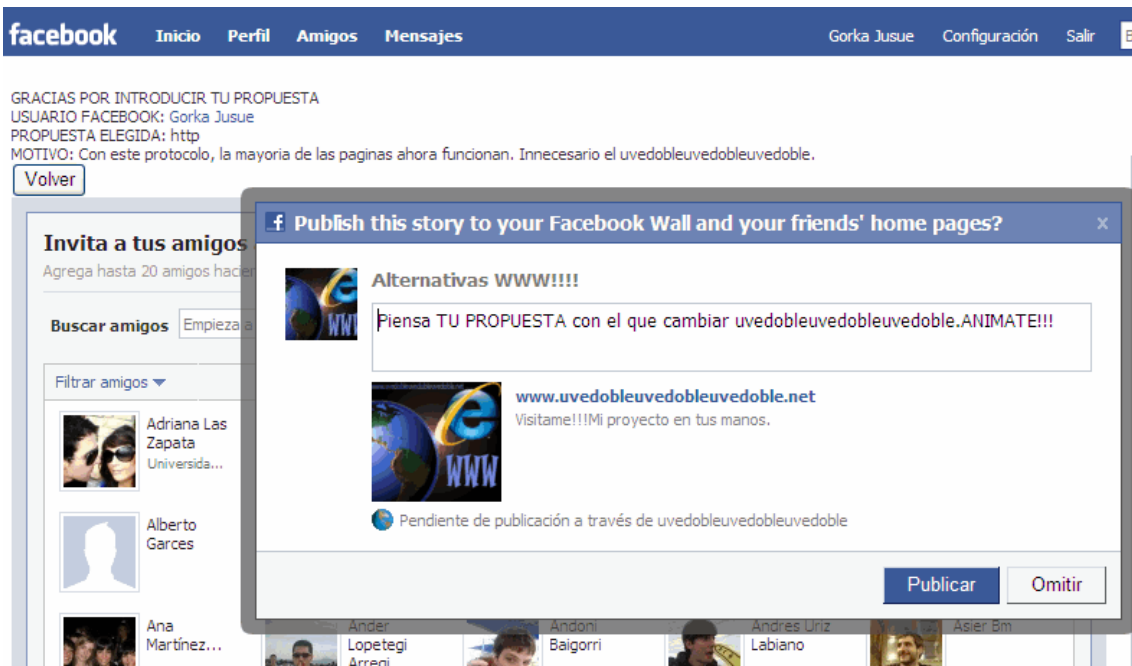 facebook Inicio Perfil Amigos Mensajes Gorka Jusue Configuración Salir
GRACIAS POR INTRODUCIR TU PROPUESTA
USUARIO FACEBOOK: Gorka Jusue
PROPUESTA ELEGIDA: http
MOTIVO: Con este protocolo, la mayoria de las paginas ahora funcionan. Innecesario el uvedobleuvedobleuvedoble.
Volver
Publish this story to your Facebook Wall and your friends' home pages? x
Alternativas WWW!!!!
Piensa TU PROPUESTA con el que cambiar uvedobleuvedobleuvedoble.ANIMATE!!!
WWW
www.uvedobleuvedobleuvedoble.net
Visitame!!!Mi proyecto en tus manos.
WWW
Pendiente de publicación a través de uvedobleuvedobleuvedoble
Publicar Omitir
Invita a tus amigos
Agrega hasta 20 amigos
Buscar amigos Empieza a
Filtrar amigos
Adriana Las
Zapata
Universida...
Alberto
Garces
Ana
Martínez...
Ander
Lopetegi
Arregi
Andoni
Baigorri
Andres Uriz
Labiano
Asier Bm